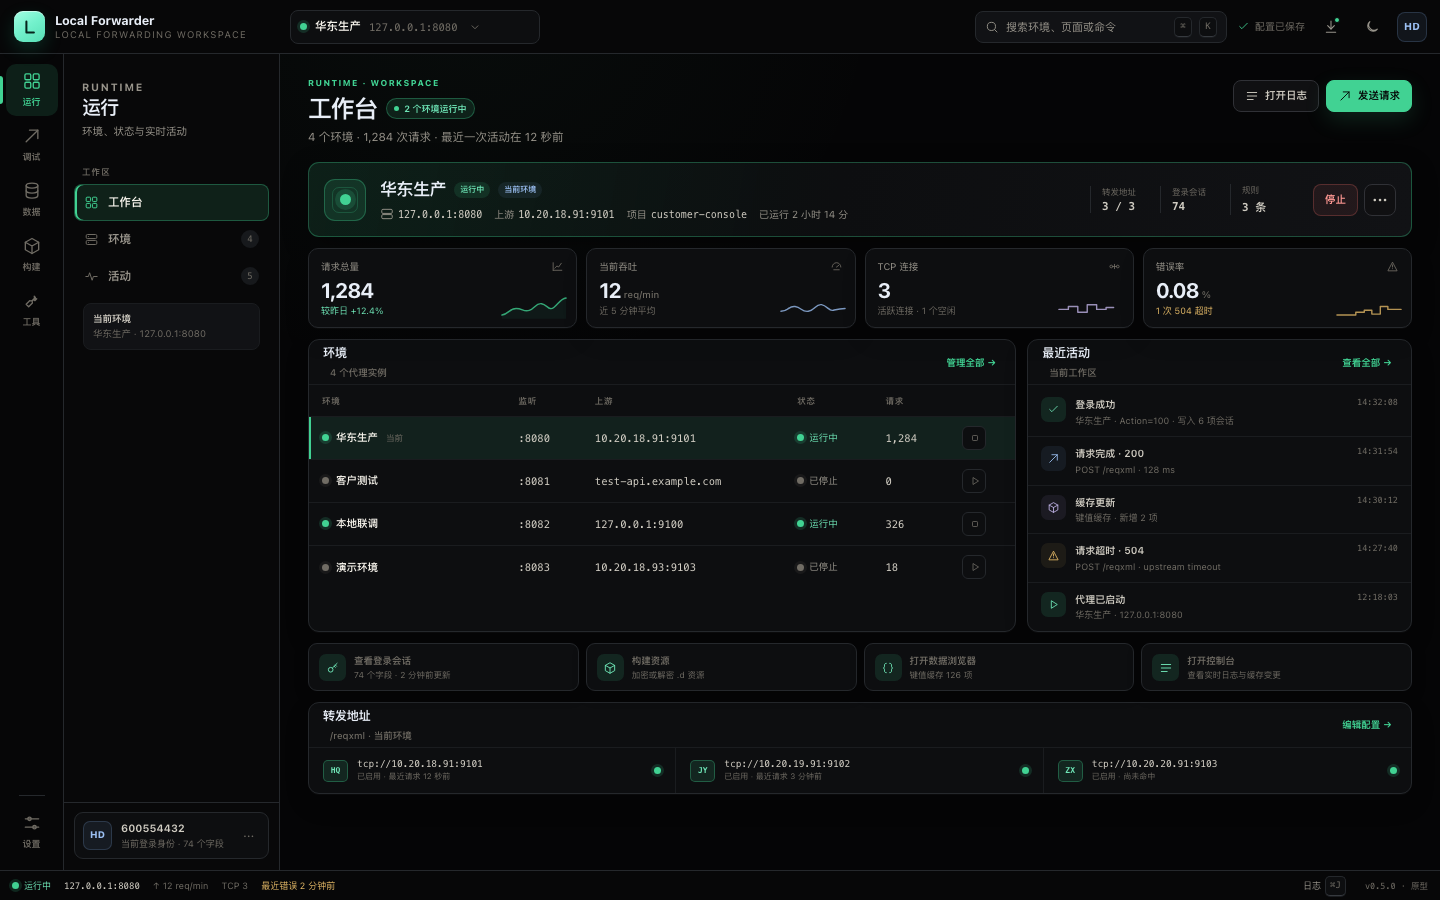 L
Local Forwarder
LOCAL FORWARDING WORKSPACE
华东生产 127.0.0.1:8080
搜索环境、页面或命令 ⌘ K
配置已保存
HD
运行
调试
数据
构建
工具
设置
RUNTIME
运行
环境、状态与实时活动
工作区
工作台
环境 4
活动 5
当前环境
华东生产 · 127.0.0.1:8080
HD
600554432
当前登录身份 · 74 个字段
RUNTIME · WORKSPACE
工作台 2 个环境运行中
4 个环境 · 1,284 次请求 · 最近一次活动在 12 秒前
打开日志
发送请求
华东生产 运行中 当前环境
127.0.0.1:8080 上游 10.20.18.91:9101 项目 customer-console 已运行 2 小时 14 分
转发地址
3 / 3
登录会话
74
规则
3 条
停止
请求总量
1,284
较昨日 +12.4%
当前吞吐
12 req/min
近 5 分钟平均
TCP 连接
3
活跃连接 · 1 个空闲
错误率
0.08 %
1 次 504 超时
环境
4 个代理实例
管理全部 →
环境 监听 上游 状态 请求
华东生产 当前 :8080 10.20.18.91:9101 运行中 1,284
客户测试 :8081 test-api.example.com 已停止 0
本地联调 :8082 127.0.0.1:9100 运行中 326
演示环境 :8083 10.20.18.93:9103 已停止 18
最近活动
当前工作区
查看全部 →
登录成功 14:32:08
华东生产 · Action=100 · 写入 6 项会话
请求完成 · 200 14:31:54
POST /reqxml · 128 ms
缓存更新 14:30:12
键值缓存 · 新增 2 项
请求超时 · 504 14:27:40
POST /reqxml · upstream timeout
代理已启动 12:18:03
华东生产 · 127.0.0.1:8080
查看登录会话
74 个字段 · 2 分钟前更新
构建资源
加密或解密 .d 资源
打开数据浏览器
键值缓存 126 项
打开控制台
查看实时日志与缓存变更
转发地址
/reqxml · 当前环境
编辑配置 →
HQ
tcp://10.20.18.91:9101
已启用 · 最近请求 12 秒前
JY
tcp://10.20.19.91:9102
已启用 · 最近请求 3 分钟前
ZX
tcp://10.20.20.91:9103
已启用 · 尚未命中
运行中 127.0.0.1:8080 ↑ 12 req/min TCP 3 最近错误 2 分钟前
日志 ⌘J v0.5.0 · 原型